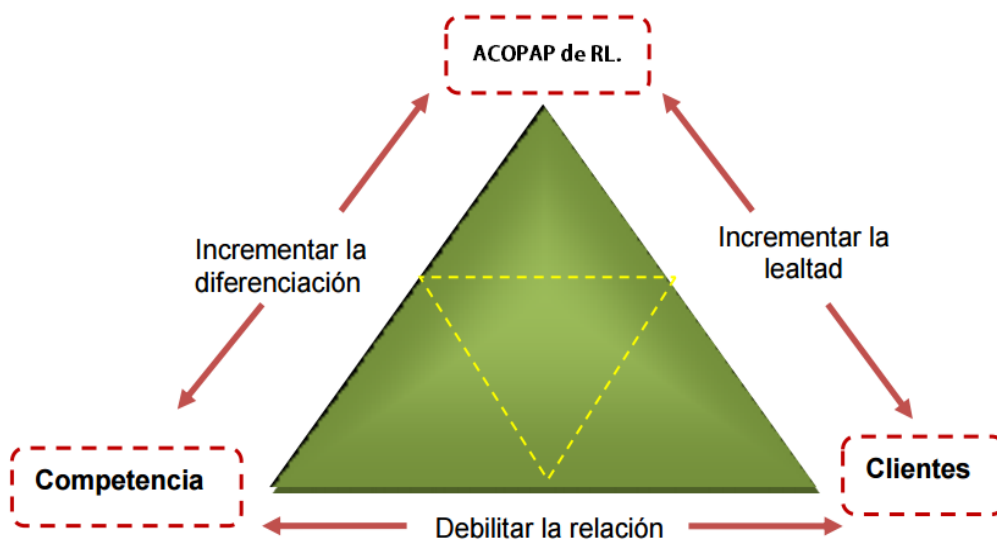 ACOPAP de RL.
Incrementar la
diferenciación
Incrementar la
lealtad
Competencia
Clientes
Debilitar la relación